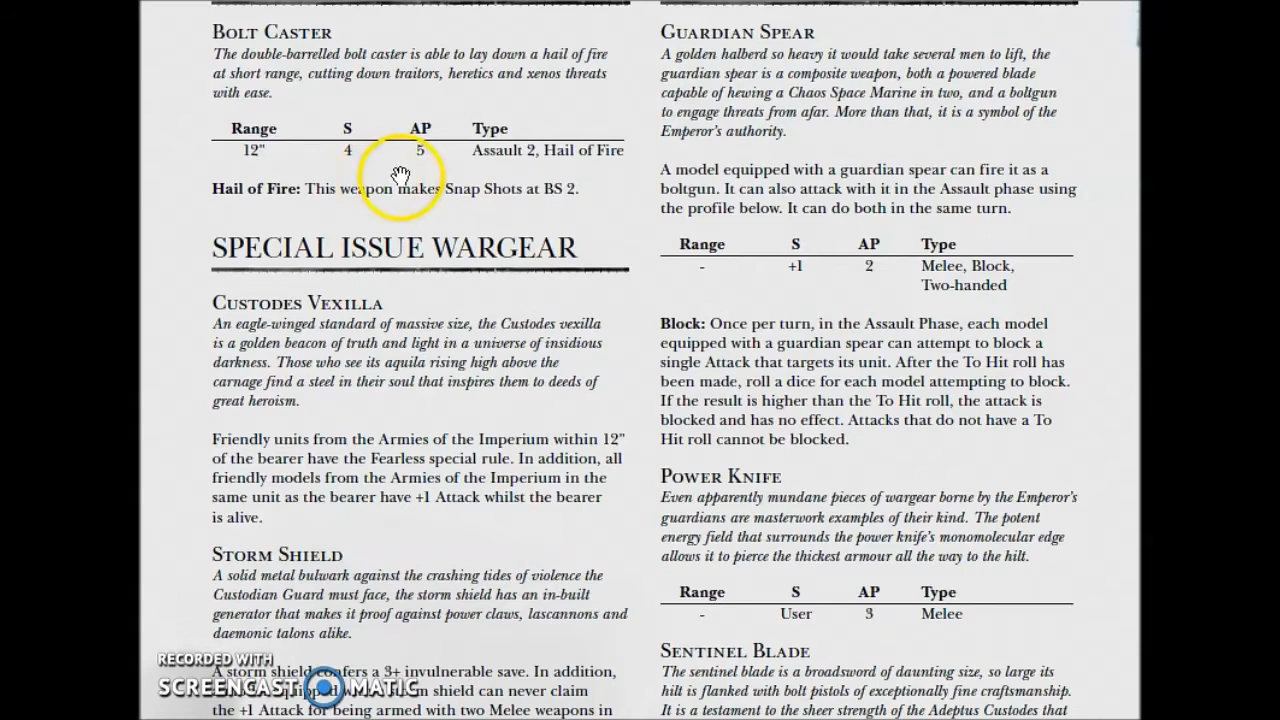 BOLT CASTER
The double-barrelled bolt caster is able to lay down a hail of fire
at short range, cutting down traitors, heretics and xenos threats
with ease.
Range S AP Type
12" 4 5 Assault 2, Hail of Fire
Hail of Fire: This weapon makes Snap Shots at BS 2.
SPECIAL ISSUE WARGEAR
CUSTODES VEXILLA
An eagle-winged standard of massive size, the Custodes vexilla
is a golden beacon of truth and light in a universe of insidious
darkness. Those who see its aquila rising high above the
carnage find a steel in their soul that inspires them to deeds of
great heroism.
Friendly units from the Armies of the Imperium within 12"
of the bearer have the Fearless special rule. In addition, all
friendly models from the Armies of the Imperium in the
same unit as the bearer have +1 Attack whilst the bearer
is alive.
STORM SHIELD
A solid metal bulwark against the crashing tides of violence the
Custodian Guard must face, the storm shield has an in-built
generator that makes it proof against power claws, lascannons and
daemonic talons alike.
A storm shield confers a 3+ invulnerable save. In addition,
shield can never claim
the +1 Attack for being armed with two Melee weapons in
GUARDIAN SPEAR
A golden halberd so heavy it would take several men to lift, the
guardian spear is a composite weapon, both a powered blade
capable of hewing a Chaos Space Marine in two, and a boltgun
to engage threats from afar. More than that, it is a symbol of the
Emperor's authority.
A model equipped with a guardian spear can fire it as a
boltgun. It can also attack with it in the Assault phase using
the profile below. It can do both in the same turn.
Range S AP Type
- +1 2 Melee, Block,
Two-handed
Block: Once per turn, in the Assault Phase, each model
equipped with a guardian spear can attempt to block a
single Attack that targets its unit. After the To Hit roll has
been made, roll a dice for each model attempting to block.
If the result is higher than the To Hit roll, the attack is
blocked and has no effect. Attacks that do not have a To
Hit roll cannot be blocked.
POWER KNIFE
Even apparently mundane pieces of wargear borne by the Emperor's
guardians are masterwork examples of their kind. The potent
energy field that surrounds the power knife's monomolecular edge
allows it to pierce the thickest armour all the way to the hilt.
Range S AP Type
- User 3 Melee
SENTINEL BLADE
The sentinel blade is a broadsword of daunting size, so large its
hilt is flanked with bolt pistols of exceptionally fine craftsmanship.
It is a testament to the sheer strength of the Adeptus Custodes that
RECORDED WITH
SCREENCAST MATIC